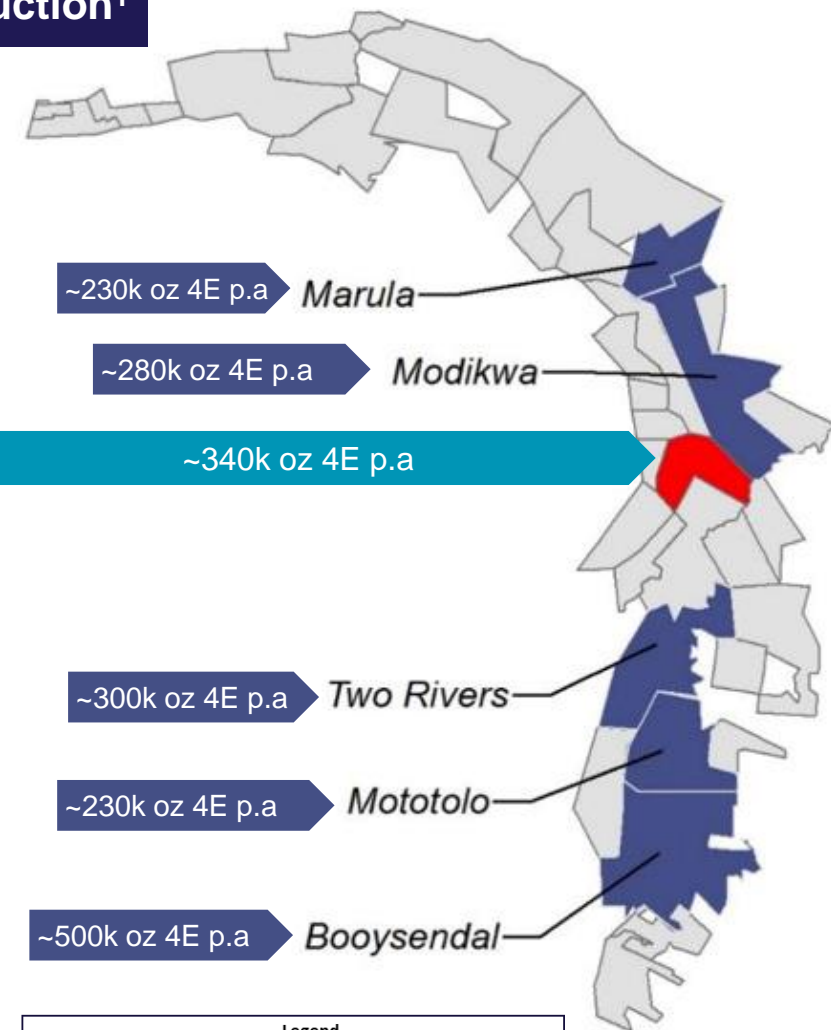 ~230k oz 4E p.a
Marula
~280k oz 4E p.a
Modikwa
~340k oz 4E p.a
~300k oz 4E p.a
Two Rivers
~230k oz 4E p.a
Mototolo
~500k oz 4E p.a
Booysendal
Legend